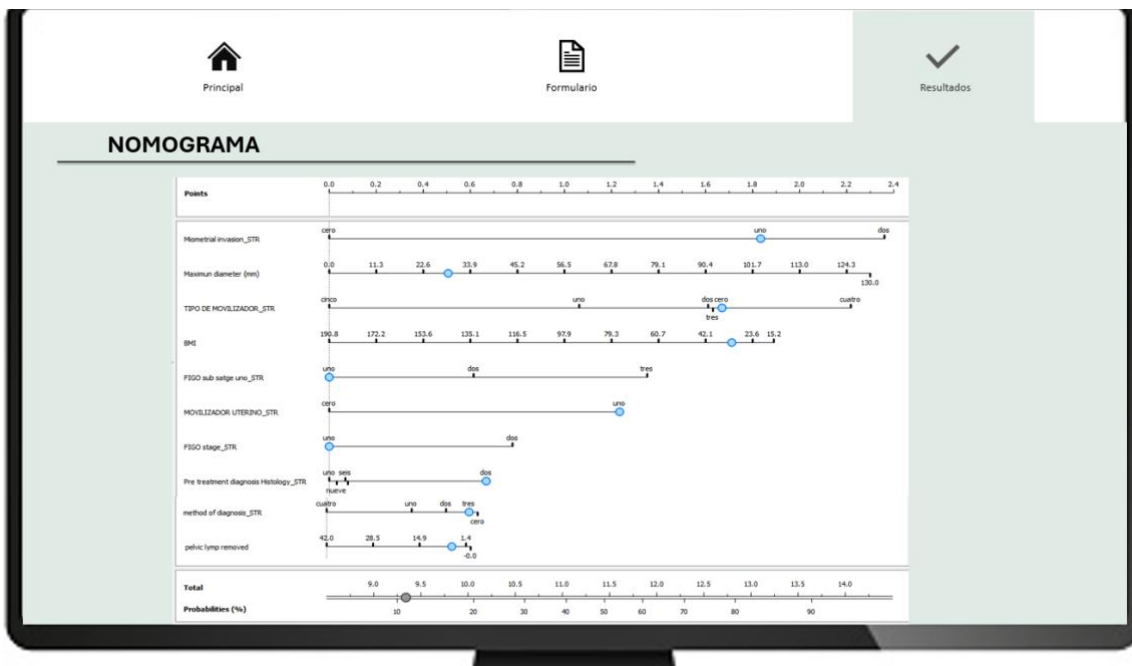 Principal
Formulario
Resultados
NOMOGRAMA
Points
0.0 0.2 0.4 0.6 0.8 1.0 1.2 1.4 1.6 1.8 2.0 2.2 2.4
Miometrial invasion_STR
cero uno dos
Maximun diameter (mm)
0.0 11.3 22.6 33.9 45.2 56.5 67.8 79.1 90.4 101.7 113.0 124.3
130.0
TIPO DE MOVILIZADOR_STR
cinco uno dos cero cuatro
tres
BMI
190.8 172.2 153.6 135.1 116.5 97.9 79.3 60.7 42.1 23.6 15.2
FIGO sub satge uno_STR
uno dos tres
MOVILIZADOR UTERINO_STR
cero uno
FIGO stage_STR
uno dos
Pre treatment diagnosis Histology_STR
uno seis dos
nueve
method of diagnosis_STR
cuatro uno dos tres
cero
pelvic lymp removed
42.0 28.5 14.9 1.4
-0.0
Total
9.0 9.5 10.0 10.5 11.0 11.5 12.0 12.5 13.0 13.5 14.0
Probabilities (%)
10 20 30 40 50 60 70 80 90